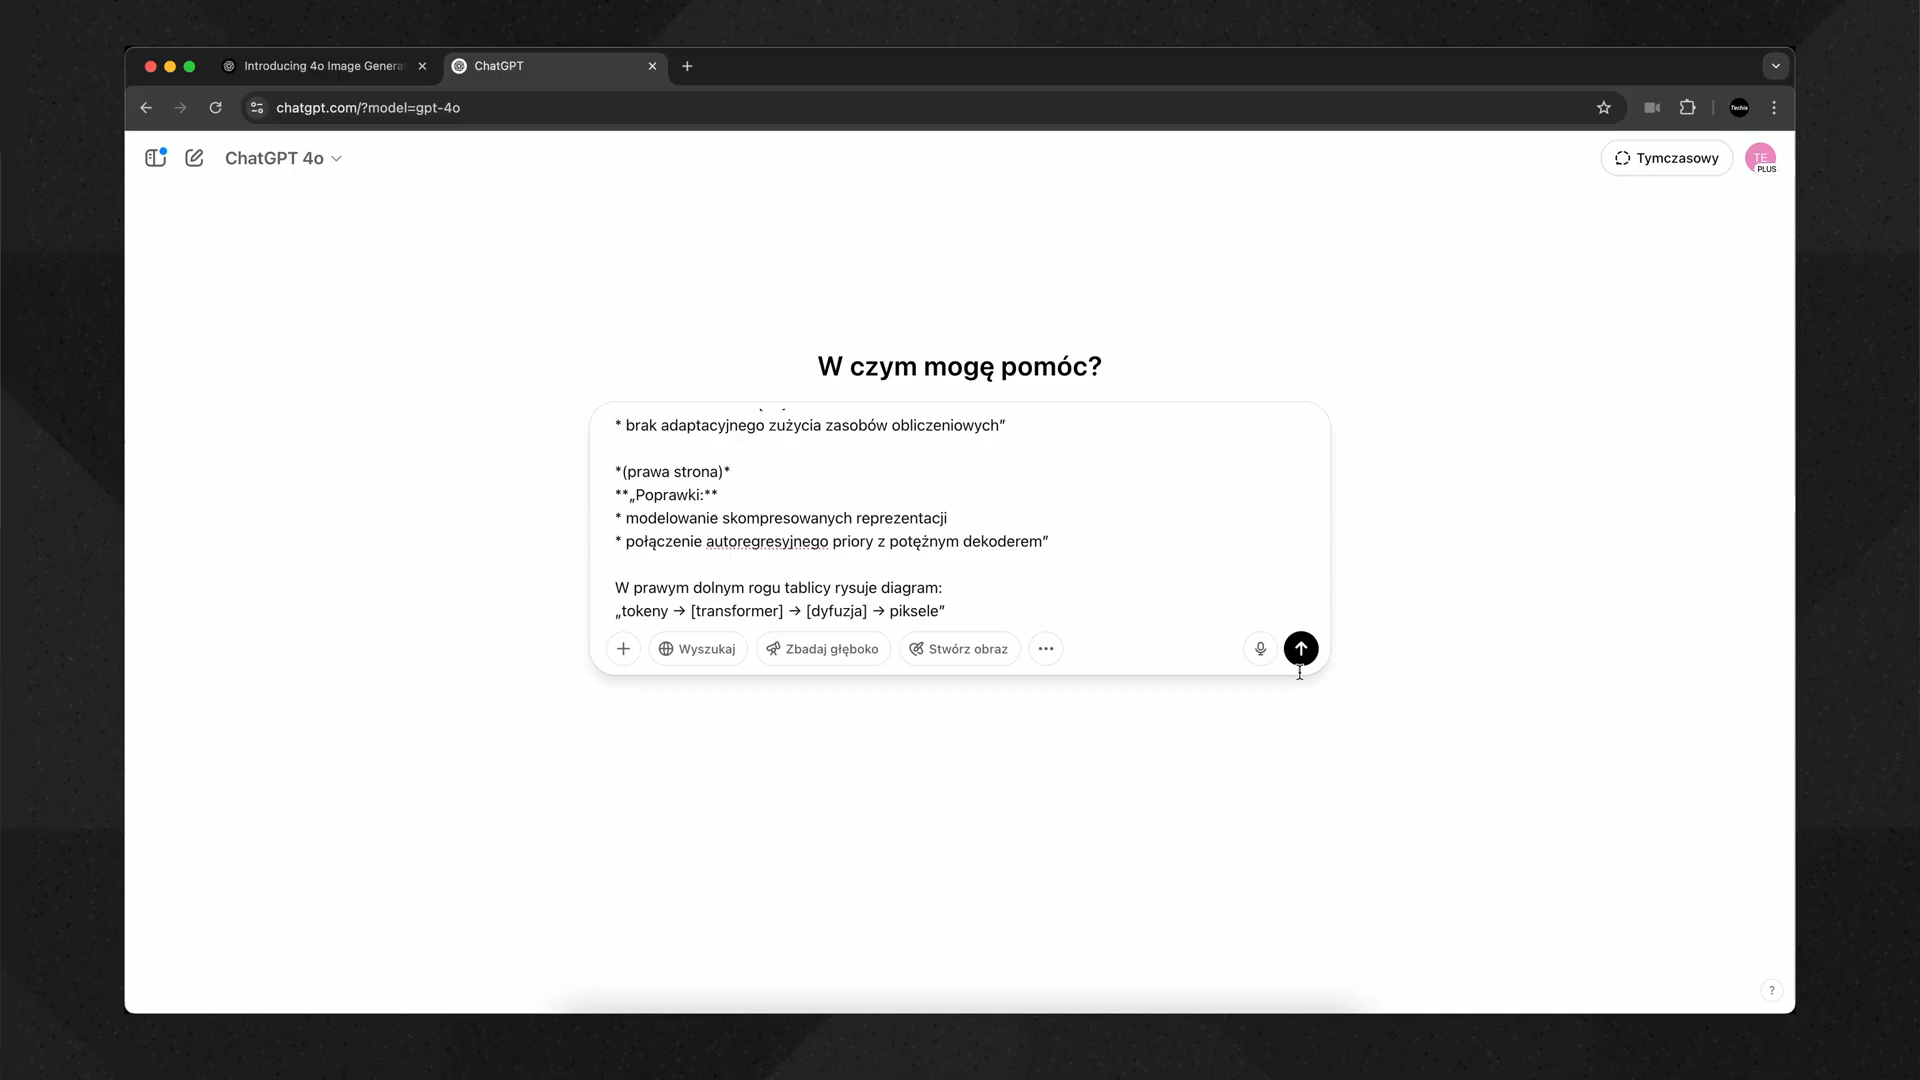 Introducing 4o Image Genera
ChatGPT
chatgpt.com/?model=gpt-4o
Techia
ChatGPT 4o
Tymczasowy
TE
PLUS
W czym mogę pomóc?
* brak adaptacyjnego zużycia zasobów obliczeniowych”
*(prawa strona)*
**„Poprawki:**
* modelowanie skompresowanych reprezentacji
* połączenie autoregresyjnego priory z potężnym dekoderem”
W prawym dolnym rogu tablicy rysuje diagram:
„tokeny → [transformer] → [dyfuzja] → piksele”
Wyszukaj
Zbadaj głęboko
Stwórz obraz
?